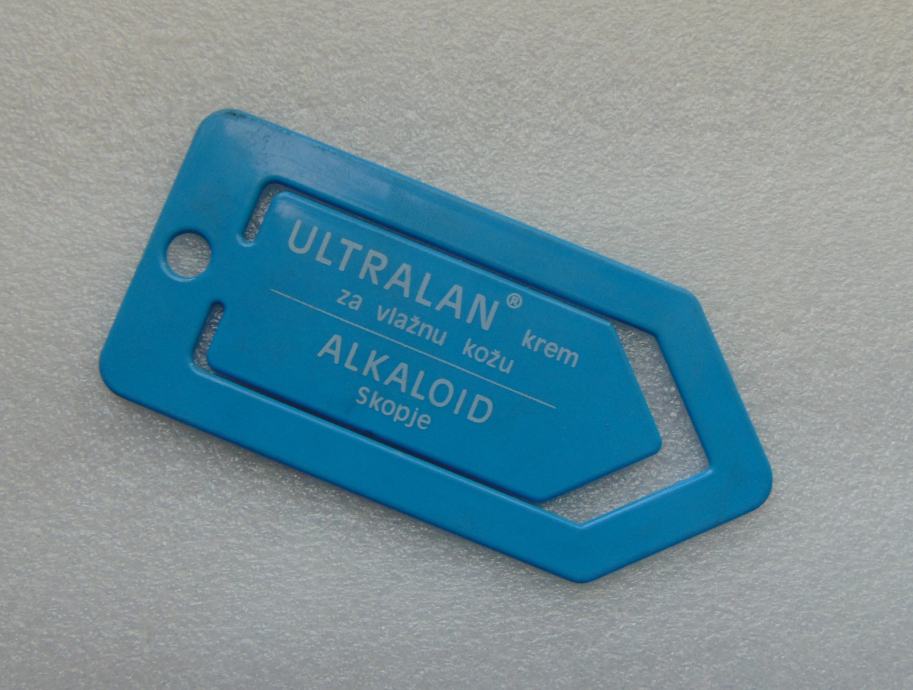 ULTRALAN® krem
za vlažnu kožu
ALKALOID
Skopje